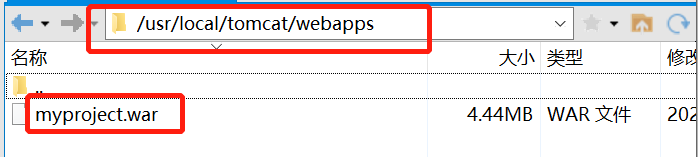 /usr/local/tomcat/webapps
名称 大小 类型 修改
..
myproject.war 4.44MB WAR 文件 202